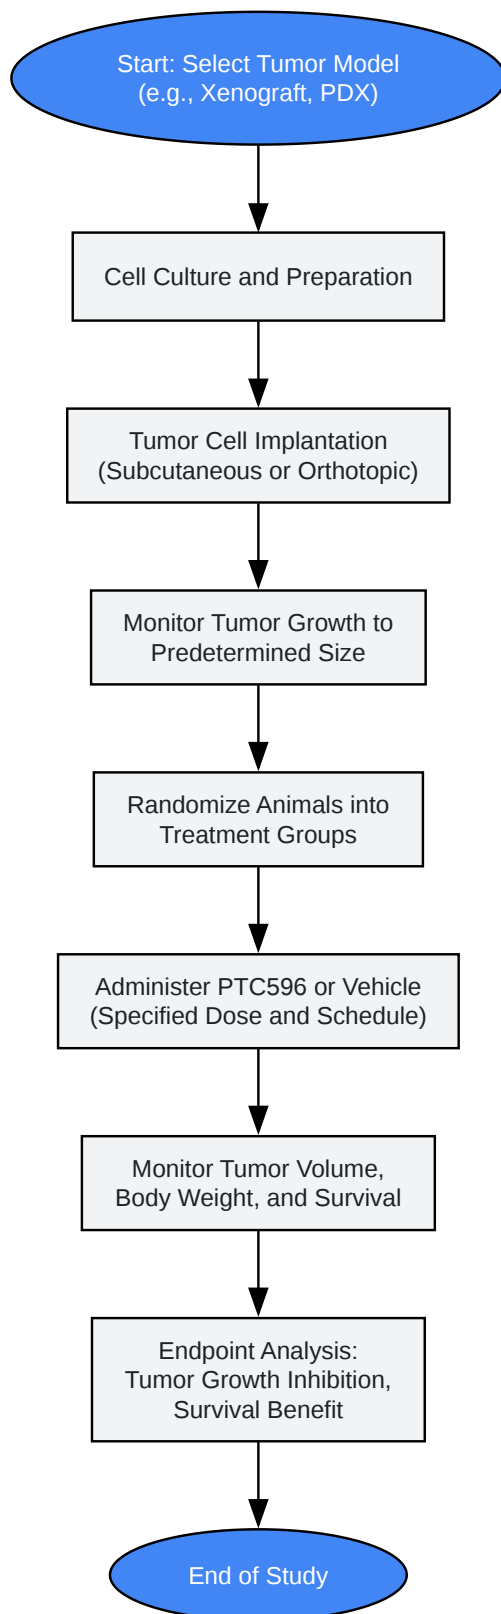 Start: Select Tumor Model
(e.g., Xenograft, PDX)
Cell Culture and Preparation
Tumor Cell Implantation
(Subcutaneous or Orthotopic)
Monitor Tumor Growth to
Predetermined Size
Randomize Animals into
Treatment Groups
Administer PTC596 or Vehicle
(Specified Dose and Schedule)
Monitor Tumor Volume,
Body Weight, and Survival
Endpoint Analysis:
Tumor Growth Inhibition,
Survival Benefit
End of Study